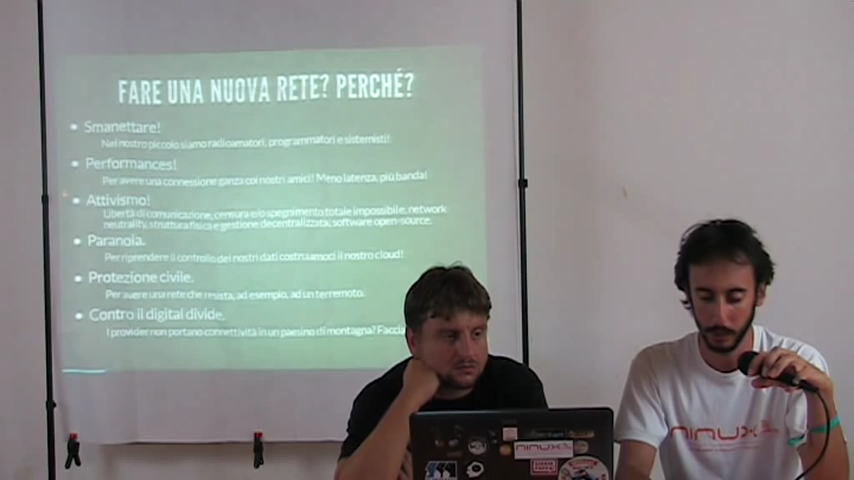 FARE UNA NUOVA RETE? PERCHÉ?
Smanettare!
Nel nostro piccolo siamo radioamatori, programmatori e sistemisti!
Performances!
Per avere una connessione ganza coi nostri amici! Meno latenza, più banda!
Attivismo!
Libertà di comunicazione, censura e/o spegnimento totale impossibile, network
neutrality, struttura fisica e gestione decentralizzata, software open-source.
Paranoia.
Per riprendere il controllo dei nostri dati costruiamoci il nostro cloud!
Protezione civile.
Per avere una rete che resista, ad esempio, ad un terremoto.
Contro il digital divide.
I provider non portano connettività in un paesino di montagna? Faccia
ninux
ninux